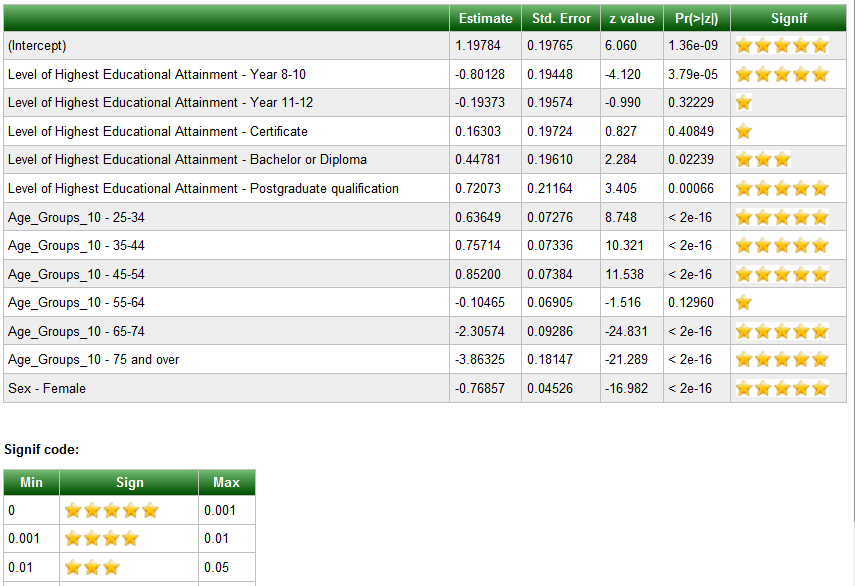 Estimate Std. Error z value Pr(>|z|) Signif
(Intercept) 1.19784 0.19765 6.060 1.36e-09
Level of Highest Educational Attainment - Year 8-10 -0.80128 0.19448 -4.120 3.79e-05
Level of Highest Educational Attainment - Year 11-12 -0.19373 0.19574 -0.990 0.32229
Level of Highest Educational Attainment - Certificate 0.16303 0.19724 0.827 0.40849
Level of Highest Educational Attainment - Bachelor or Diploma 0.44781 0.19610 2.284 0.02239
Level of Highest Educational Attainment - Postgraduate qualification 0.72073 0.21164 3.405 0.00066
Age_Groups_10 - 25-34 0.63649 0.07276 8.748 < 2e-16
Age_Groups_10 - 35-44 0.75714 0.07336 10.321 < 2e-16
Age_Groups_10 - 45-54 0.85200 0.07384 11.538 < 2e-16
Age_Groups_10 - 55-64 -0.10465 0.06905 -1.516 0.12960
Age_Groups_10 - 65-74 -2.30574 0.09286 -24.831 < 2e-16
Age_Groups_10 - 75 and over -3.86325 0.18147 -21.289 < 2e-16
Sex - Female -0.76857 0.04526 -16.982 < 2e-16
Signif code:
Min Sign Max
0 0.001
0.001 0.01
0.01 0.05